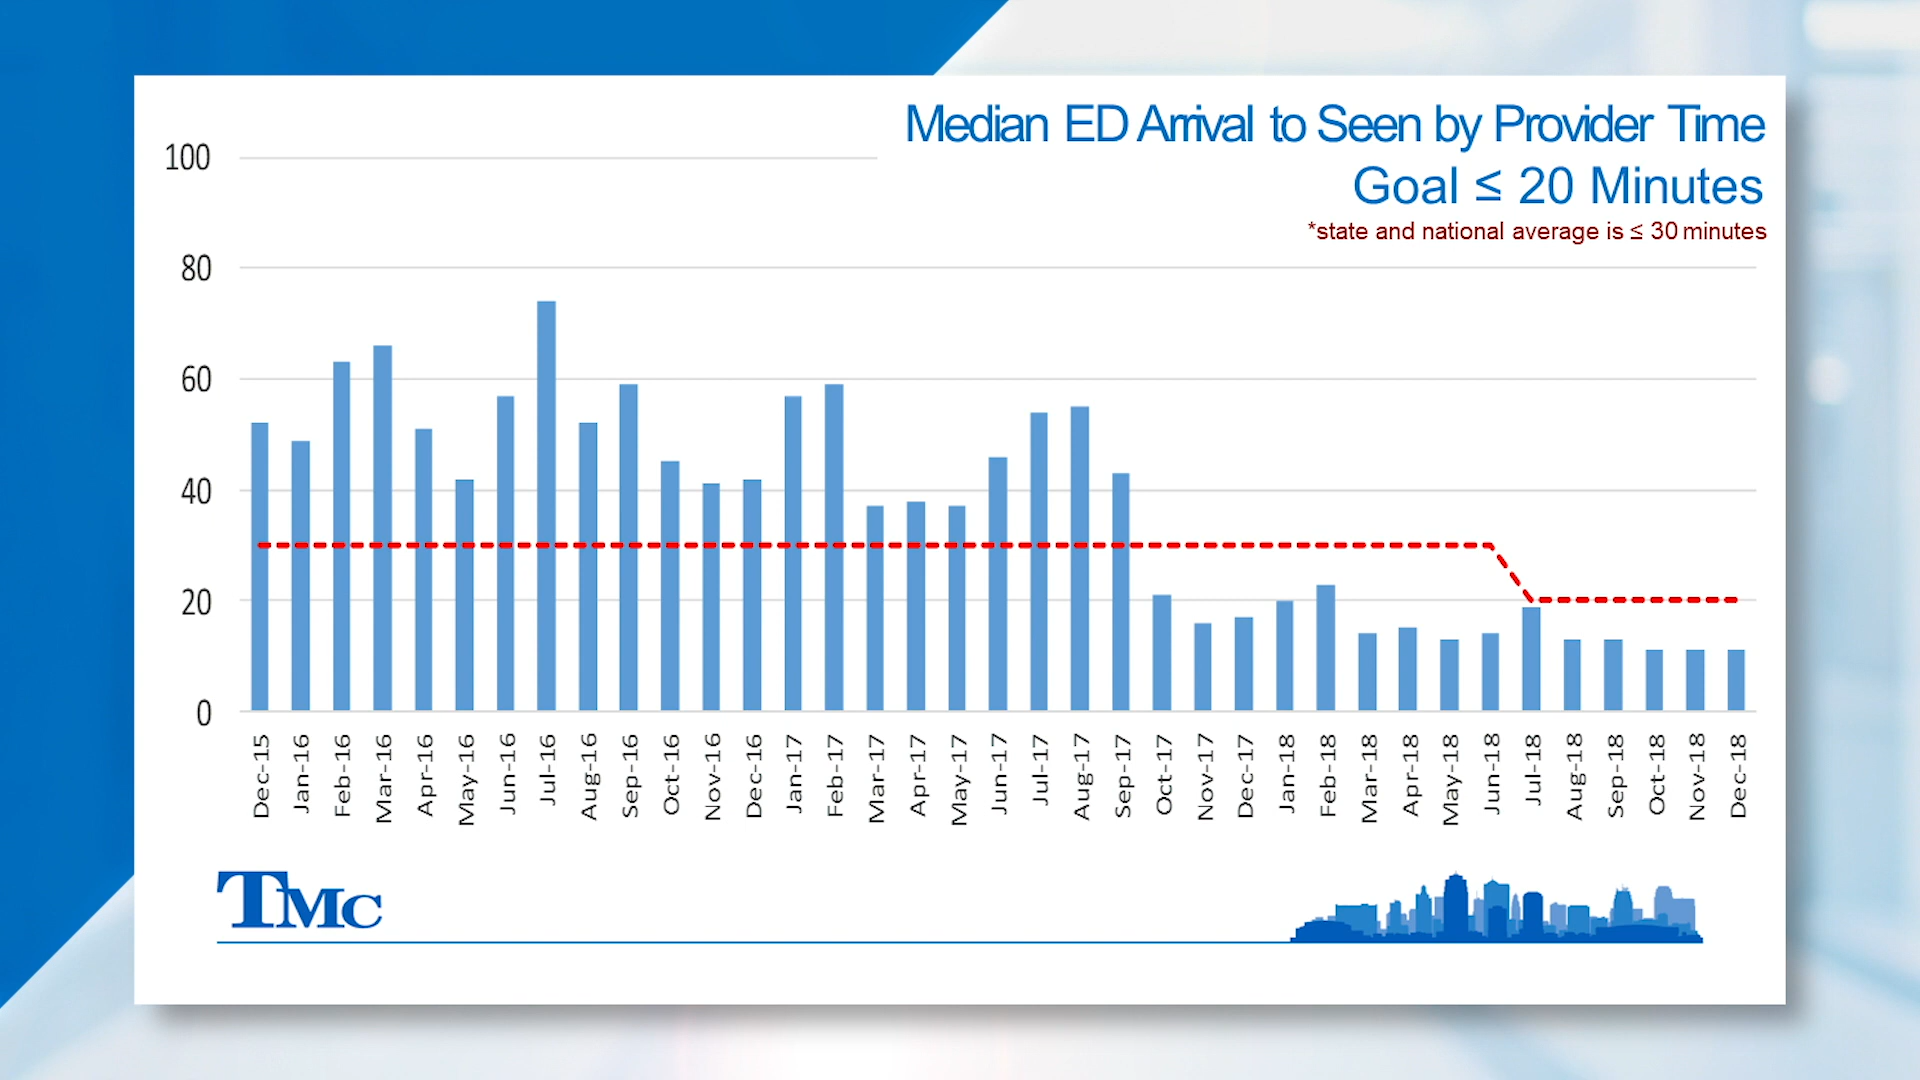 Median ED Arrival to Seen by Provider Time
Goal ≤ 20 Minutes
*state and national average is ≤ 30 minutes
100
80
60
40
20
0
Dec-15
Jan-16
Feb-16
Mar-16
Apr-16
May-16
Jun-16
Jul-16
Aug-16
Sep-16
Oct-16
Nov-16
Dec-16
Jan-17
Feb-17
Mar-17
Apr-17
May-17
Jun-17
Jul-17
Aug-17
Sep-17
Oct-17
Nov-17
Dec-17
Jan-18
Feb-18
Mar-18
Apr-18
May-18
Jun-18
Jul-18
Aug-18
Sep-18
Oct-18
Nov-18
Dec-18
TMC